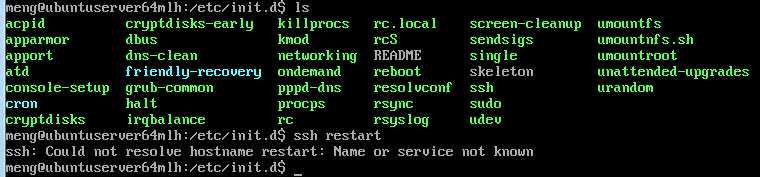 meng@ubuntuserver64mlh:/etc/init.d$ ls
acpid cryptdisks-early killprocs rc.local screen-cleanup umountfs
apparmor dbus kmod rcS sendsigs umountnfs.sh
apport dns-clean networking README single umountroot
atd friendly-recovery ondemand reboot skeleton unattended-upgrades
console-setup grub-common pppd-dns resolvconf ssh urandom
cron halt procps rsync sudo
cryptdisks irqbalance rc rsyslog udev
meng@ubuntuserver64mlh:/etc/init.d$ ssh restart
ssh: Could not resolve hostname restart: Name or service not known
meng@ubuntuserver64mlh:/etc/init.d$ _